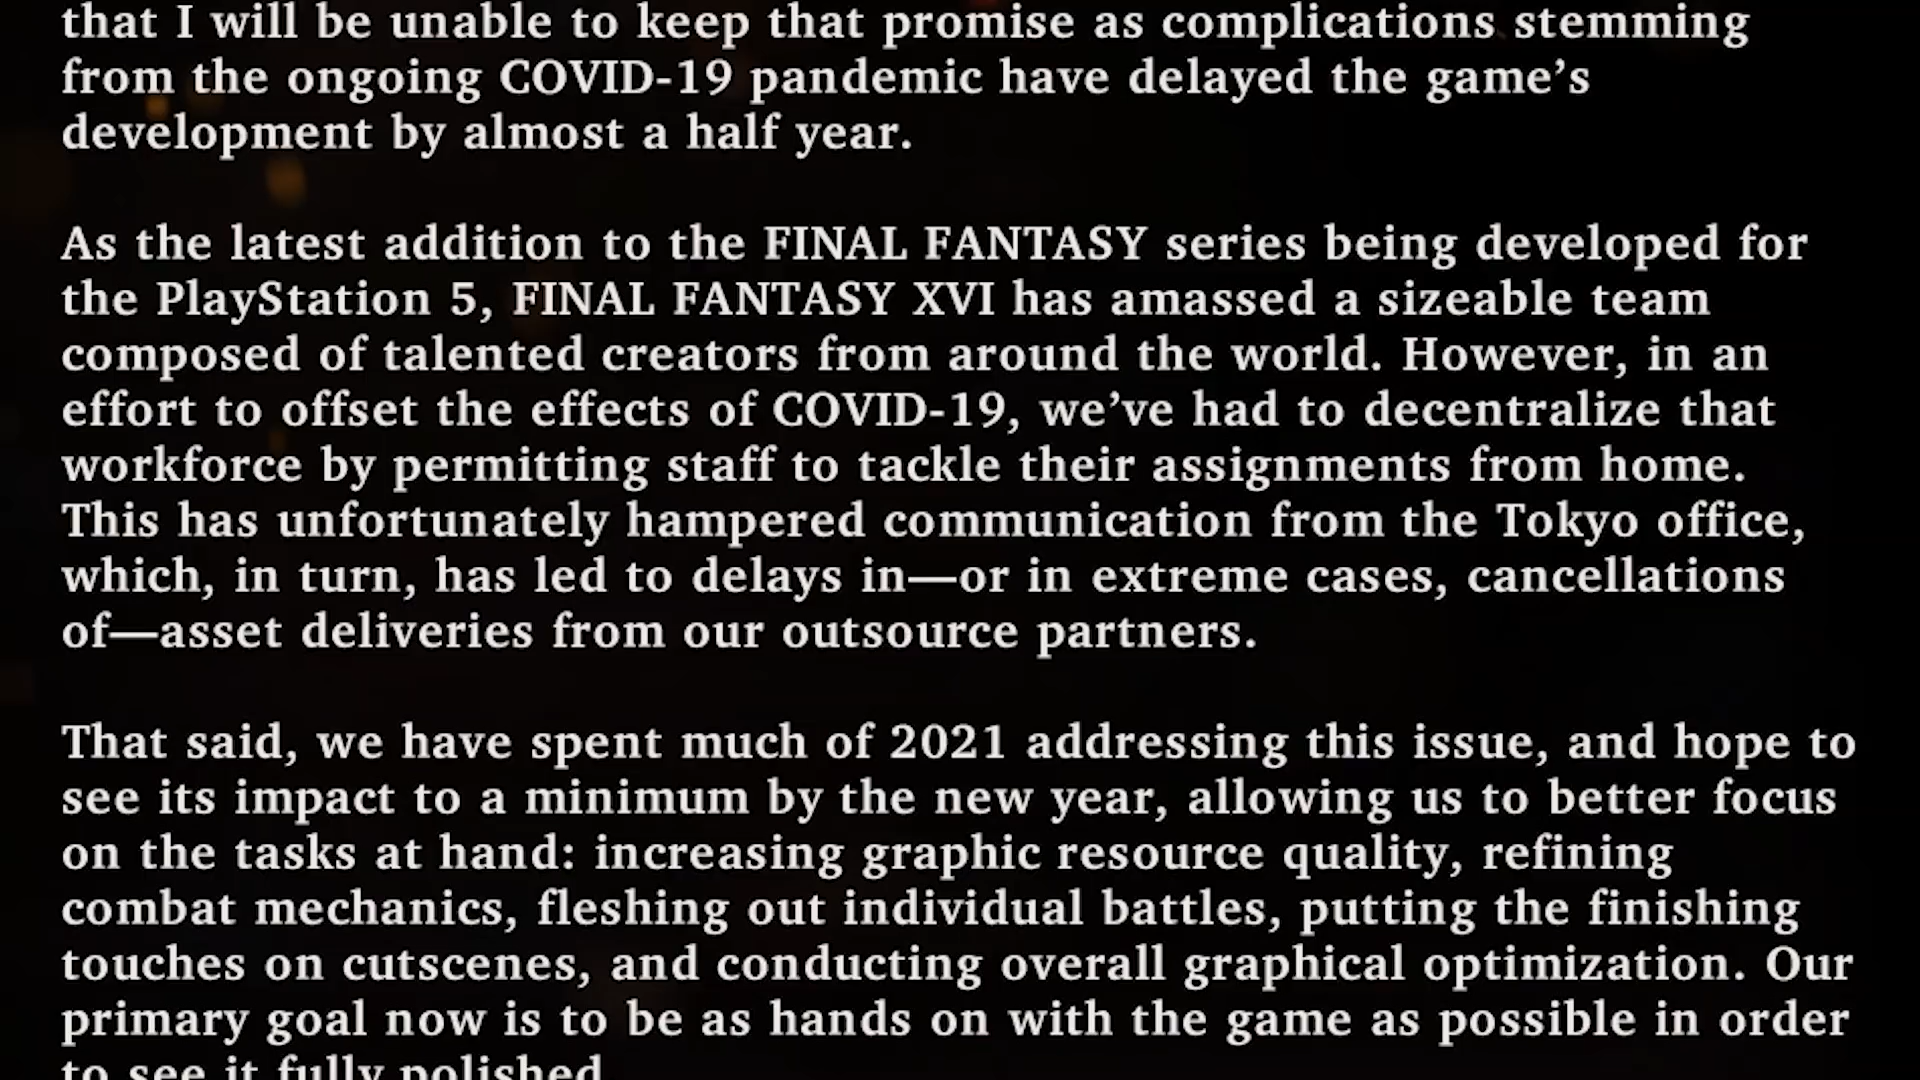 that I will be unable to keep that promise as complications stemming
from the ongoing COVID-19 pandemic have delayed the game’s
development by almost a half year.
As the latest addition to the FINAL FANTASY series being developed for
the PlayStation 5, FINAL FANTASY XVI has amassed a sizeable team
composed of talented creators from around the world. However, in an
effort to offset the effects of COVID-19, we’ve had to decentralize that
workforce by permitting staff to tackle their assignments from home.
This has unfortunately hampered communication from the Tokyo office,
which, in turn, has led to delays in—or in extreme cases, cancellations
of—asset deliveries from our outsource partners.
That said, we have spent much of 2021 addressing this issue, and hope to
see its impact to a minimum by the new year, allowing us to better focus
on the tasks at hand: increasing graphic resource quality, refining
combat mechanics, fleshing out individual battles, putting the finishing
touches on cutscenes, and conducting overall graphical optimization. Our
primary goal now is to be as hands on with the game as possible in order
to see it fully polished